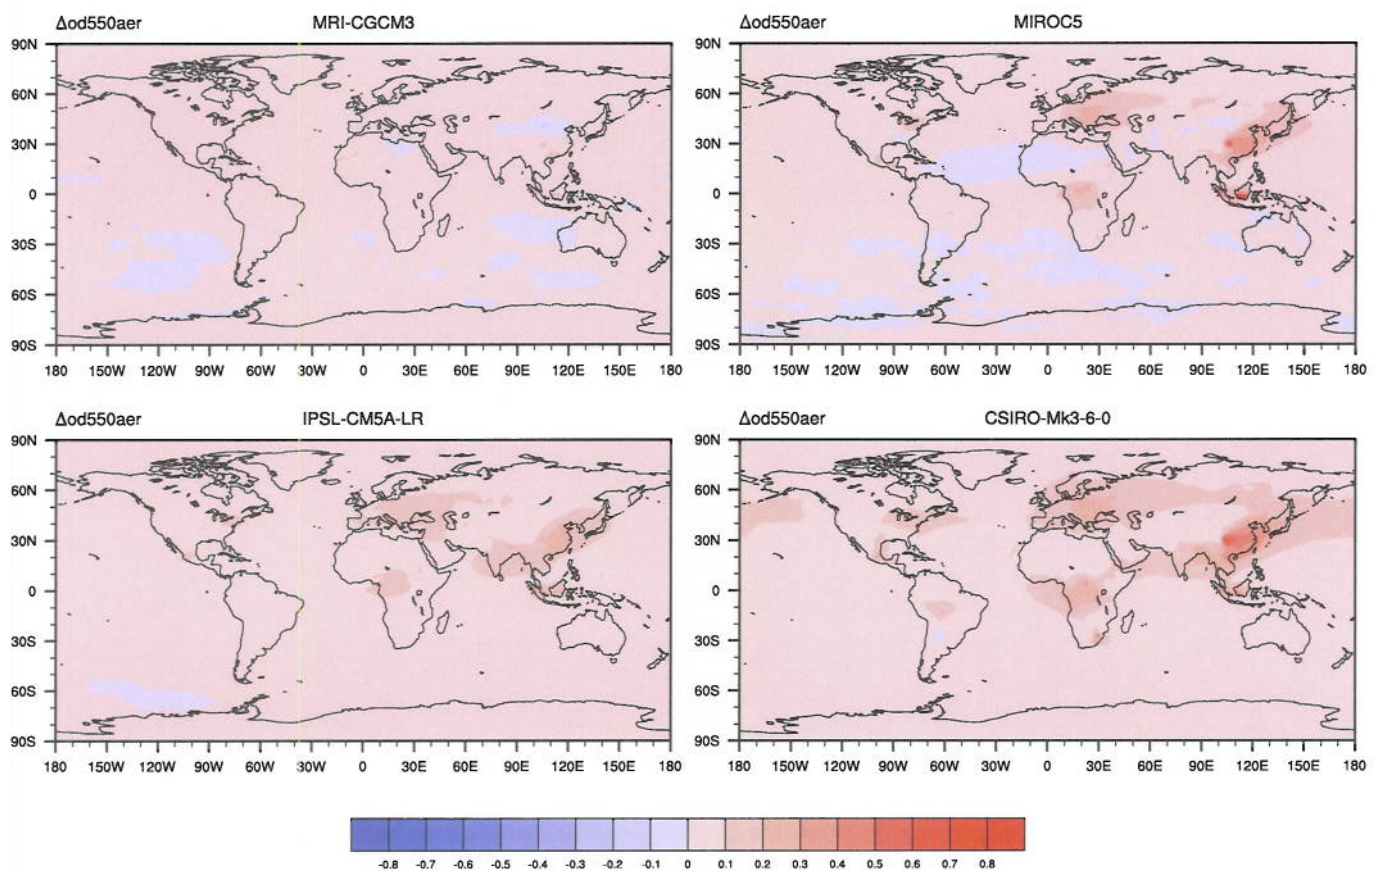 Δod550aer MRI-CGCM3
90N
60N
30N
0
30S
60S
90S
180 150W 120W 90W 60W 30W 0 30E 60E 90E 120E 150E 180
Δod550aer MIROC5
90N
60N
30N
0
30S
60S
90S
180 150W 120W 90W 60W 30W 0 30E 60E 90E 120E 150E 180
Δod550aer IPSL-CM5A-LR
90N
60N
30N
0
30S
60S
90S
180 150W 120W 90W 60W 30W 0 30E 60E 90E 120E 150E 180
Δod550aer CSIRO-Mk3-6-0
90N
60N
30N
0
30S
60S
90S
180 150W 120W 90W 60W 30W 0 30E 60E 90E 120E 150E 180
-0.8 -0.7 -0.6 -0.5 -0.4 -0.3 -0.2 -0.1 0 0.1 0.2 0.3 0.4 0.5 0.6 0.7 0.8